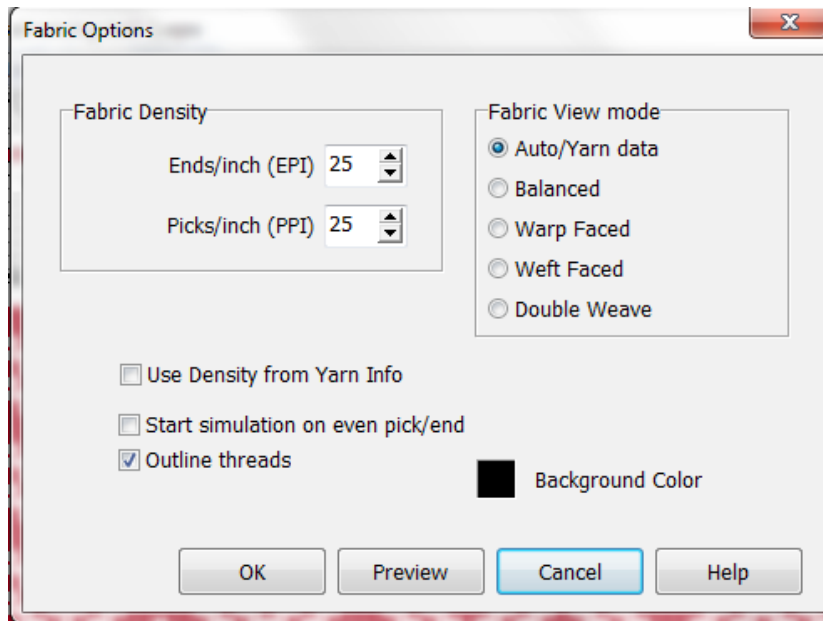 Fabric Options
Fabric Density
Ends/inch (EPI) 25
Picks/inch (PPI) 25
Fabric View mode
Auto/Yarn data
Balanced
Warp Faced
Weft Faced
Double Weave
Use Density from Yarn Info
Start simulation on even pick/end
Outline threads
Background Color
OK Preview Cancel Help